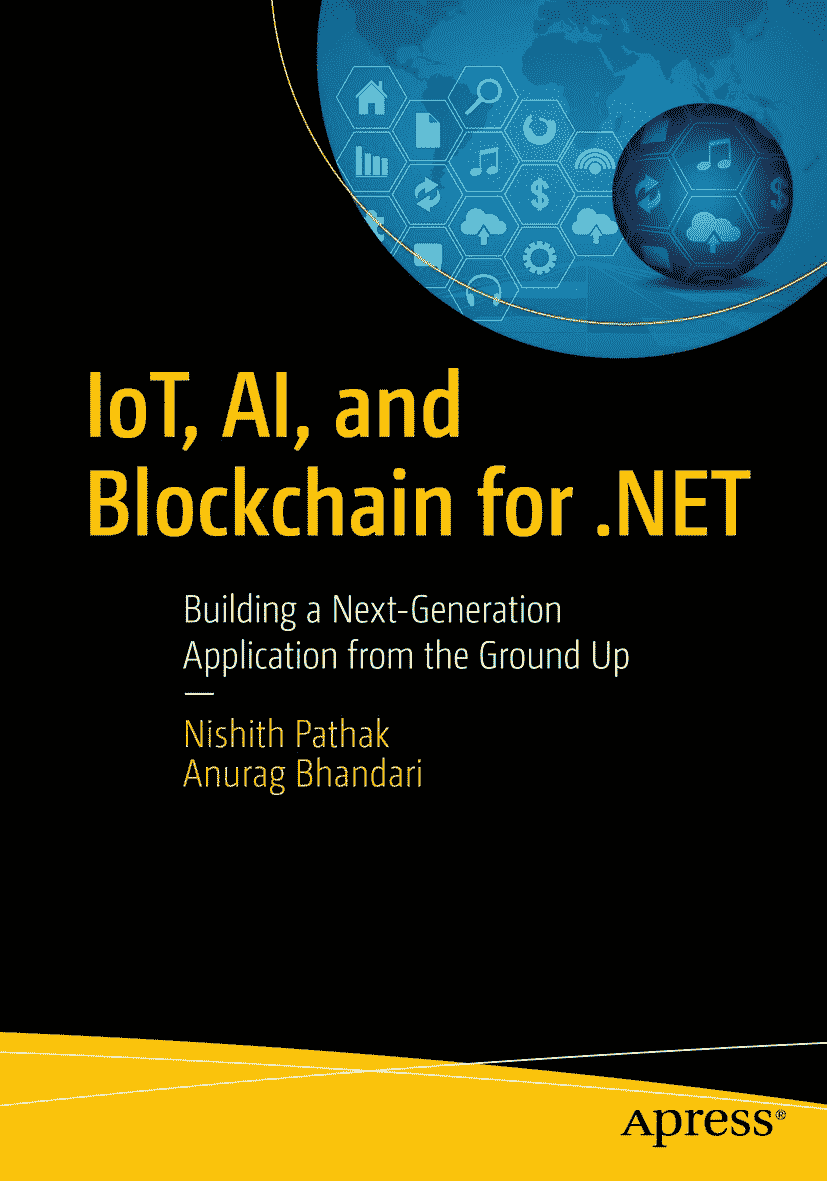 IoT, AI, and
Blockchain for .NET
Building a Next-Generation
Application from the Ground Up
Nishith Pathak
Anurag Bhandari
Apress®